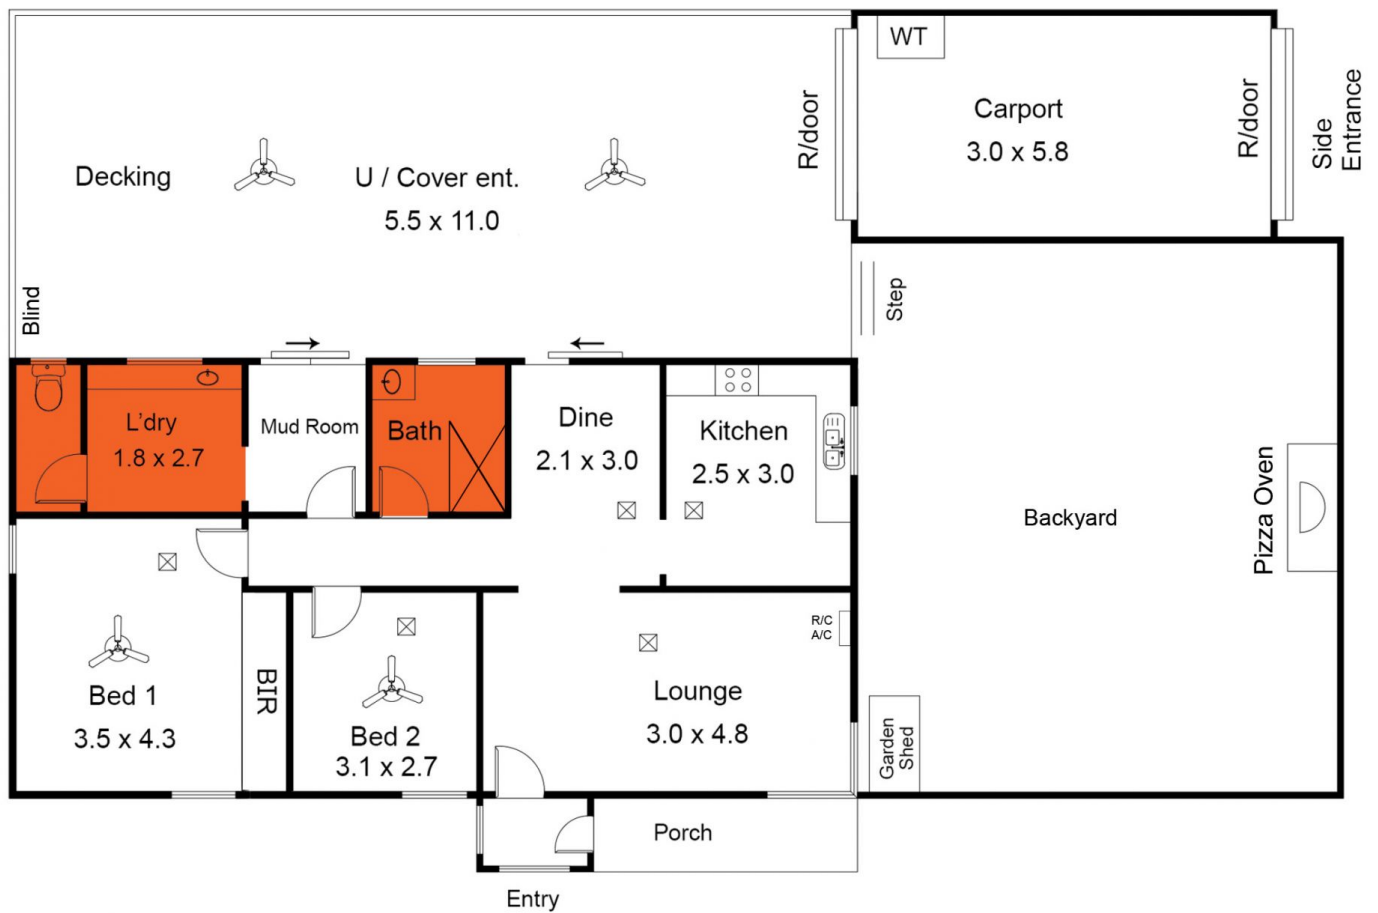 WT
Carport
3.0 x 5.8
R/door
R/door
Side
Entrance
Decking
U / Cover ent.
5.5 x 11.0
Blind
Step
L'dry
1.8 x 2.7
Mud Room
Bath
Dine
2.1 x 3.0
Kitchen
2.5 x 3.0
Backyard
Pizza Oven
Bed 1
3.5 x 4.3
BIR
Bed 2
3.1 x 2.7
Lounge
3.0 x 4.8
R/C
A/C
Garden
Shed
Porch
Entry